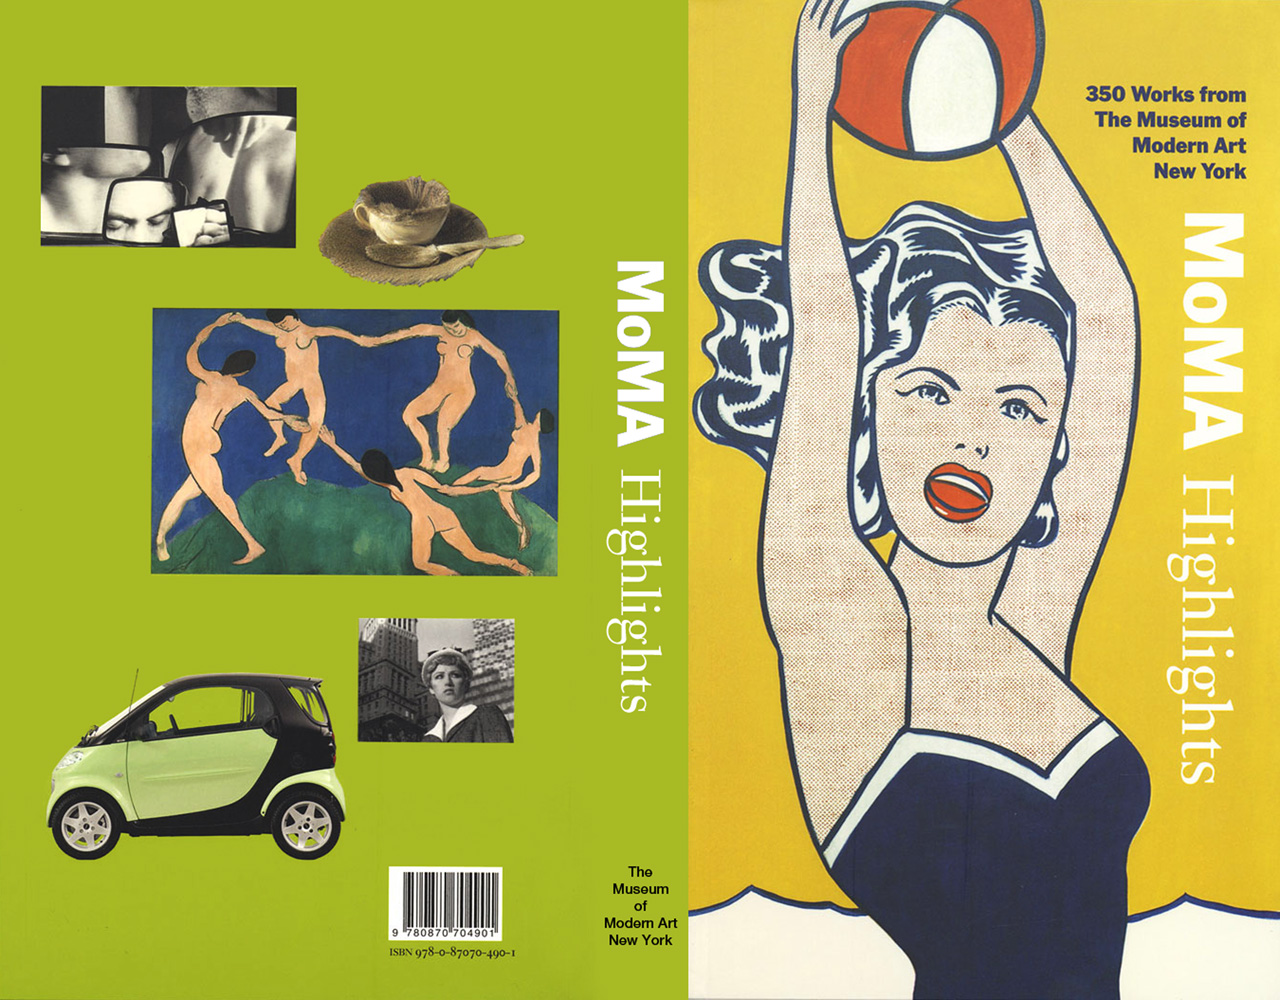 350 Works from
The Museum of
Modern Art
New York
MoMA Highlights
MoMA Highlights
The
Museum
of
Modern Art
New York
9 780870 704901
ISBN 978-0-87070-490-1